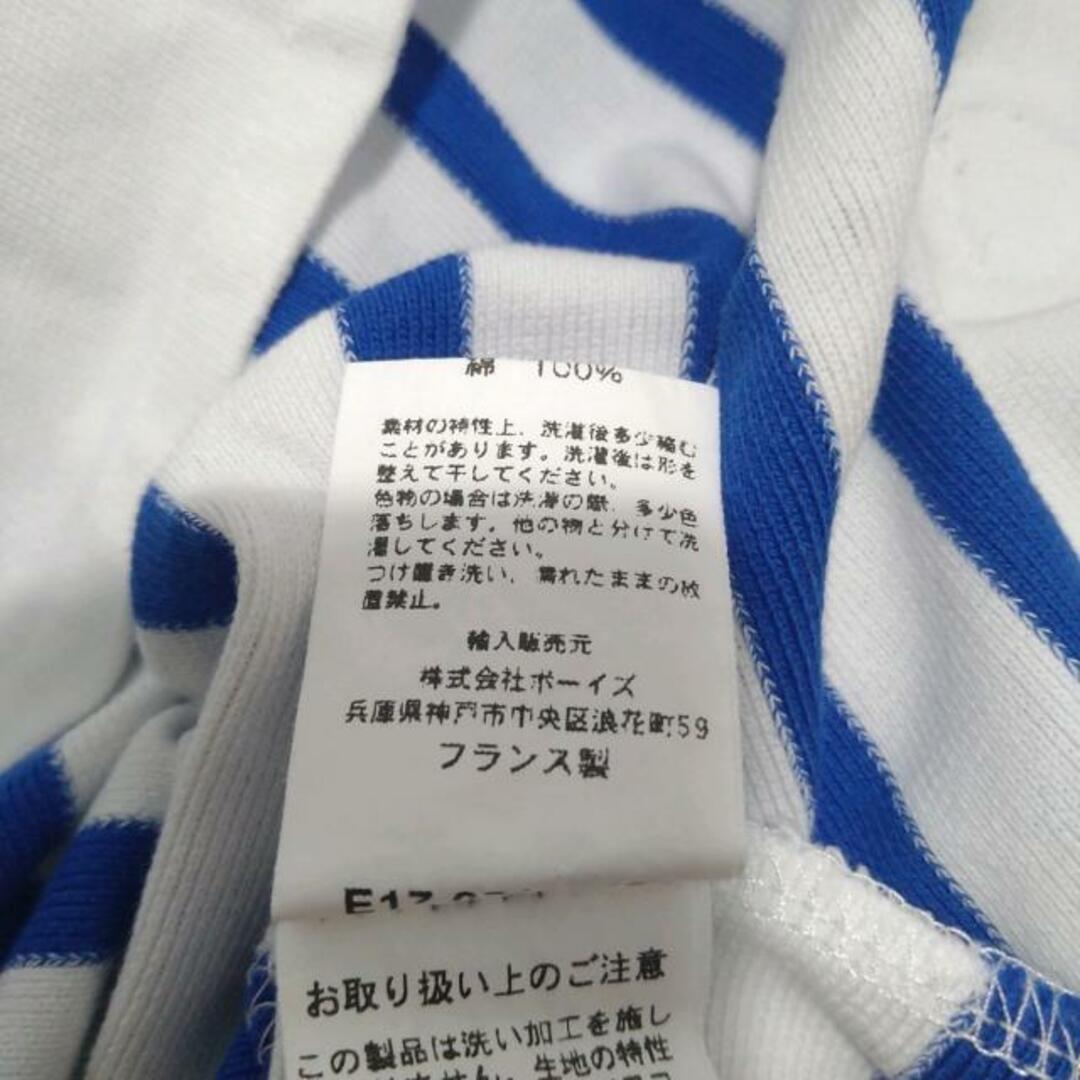 綿 100%
素材の特性上、洗濯後多少縮む
ことがあります。洗濯後は形を
整えて干してください。
色物の場合は洗濯の際、多少色
落ちします。他の物と分けて洗
濯してください。
つけ置き洗い、濡れたままの放
置禁止。
輸入販売元
株式会社ボーイズ
兵庫県神戸市中央区浪花町59
フランス製
お取り扱い上のご注意
この製品は洗い加工を施し
生地の特性